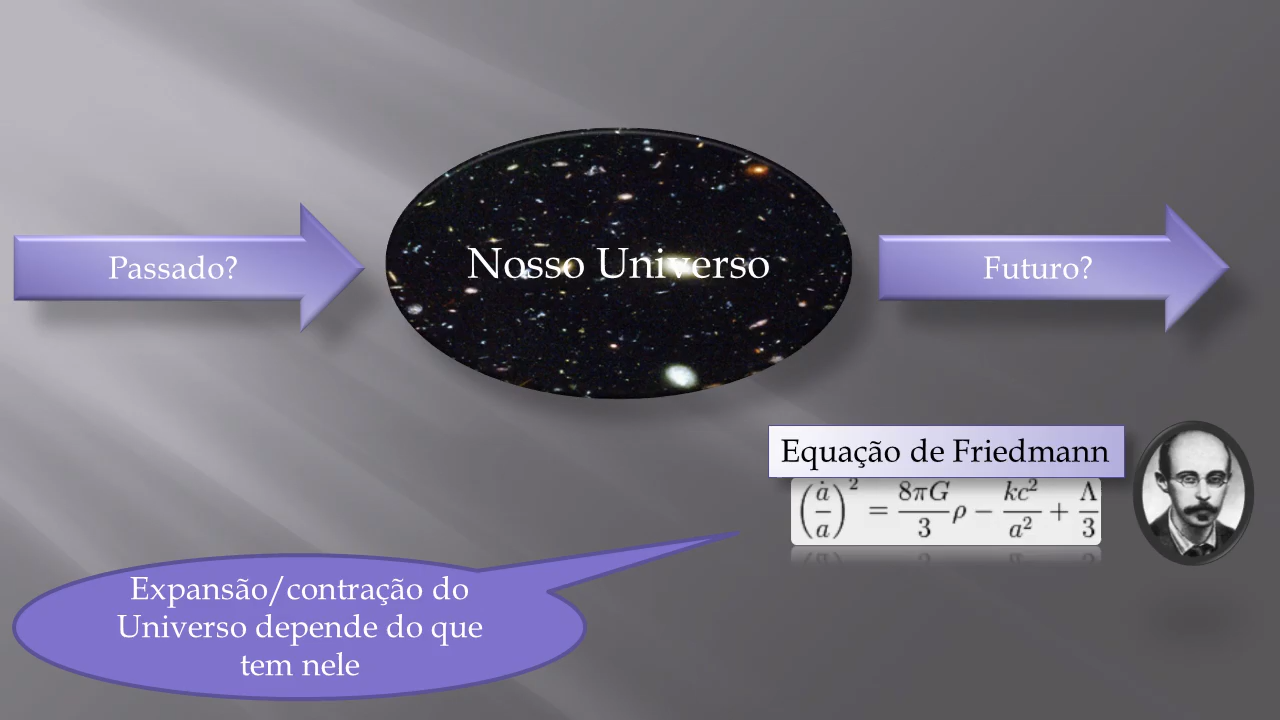 Passado?
Nosso Universo
Futuro?
Equação de Friedmann
(ȧ/a)² = 8πG/3 ρ − kc²/a² + Λ/3
Expansão/contração do
Universo depende do que
tem nele